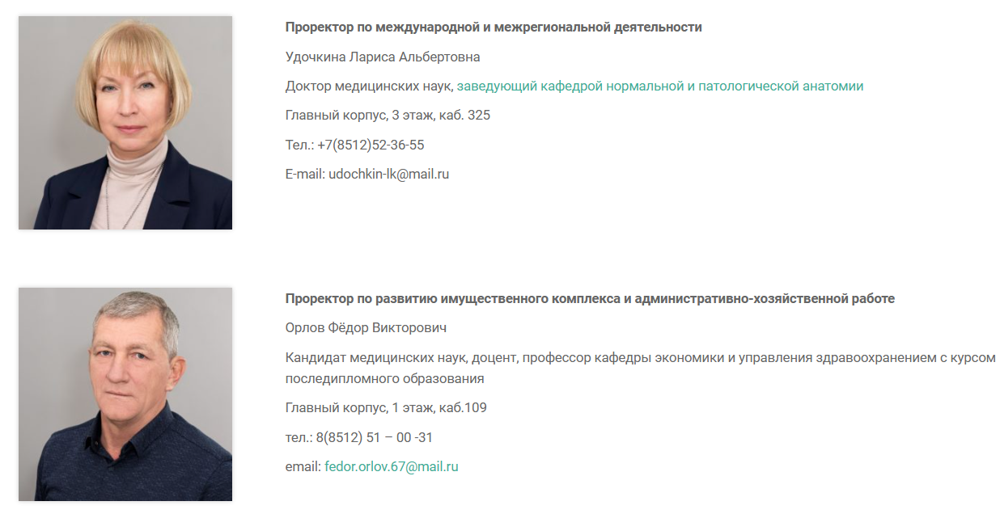 Проректор по международной и межрегиональной деятельности
Удочкина Лариса Альбертовна
Доктор медицинских наук, заведующий кафедрой нормальной и патологической анатомии
Главный корпус, 3 этаж, каб. 325
Тел.: +7(8512)52-36-55
E-mail: udochkin-lk@mail.ru
Проректор по развитию имущественного комплекса и административно-хозяйственной работе
Орлов Фёдор Викторович
Кандидат медицинских наук, доцент, профессор кафедры экономики и управления здравоохранением с курсом
последипломного образования
Главный корпус, 1 этаж, каб.109
тел.: 8(8512) 51 – 00 -31
email: fedor.orlov.67@mail.ru